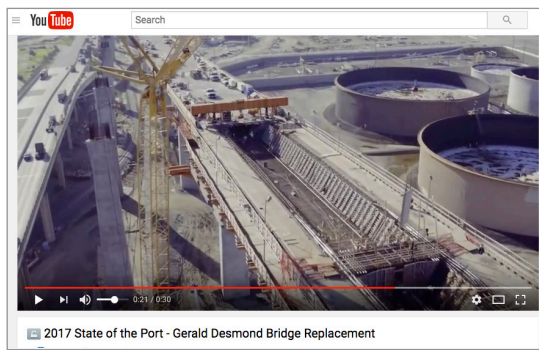 YouTube
Search
0:21 / 0:30
2017 State of the Port - Gerald Desmond Bridge Replacement